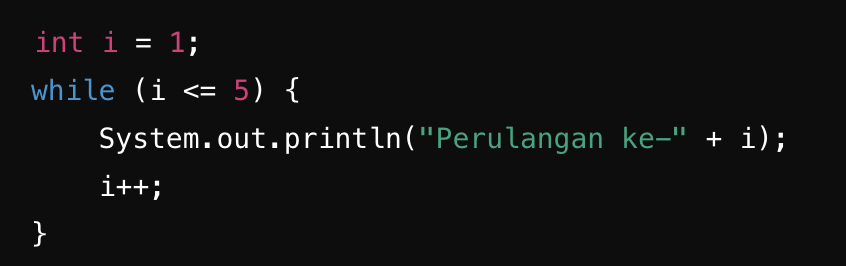 int i = 1;
while (i <= 5) {
    System.out.println("Perulangan ke-" + i);
    i++;
}